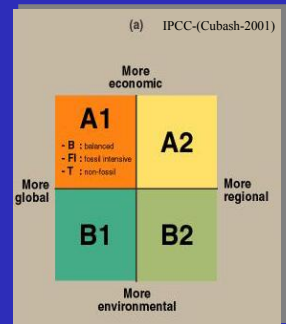 (a) IPCC-(Cubash-2001)
More
economic
A1
- B : balanced
- FI : fossil intensive
- T : non-fossil
A2
More
global
More
regional
B1
B2
More
environmental